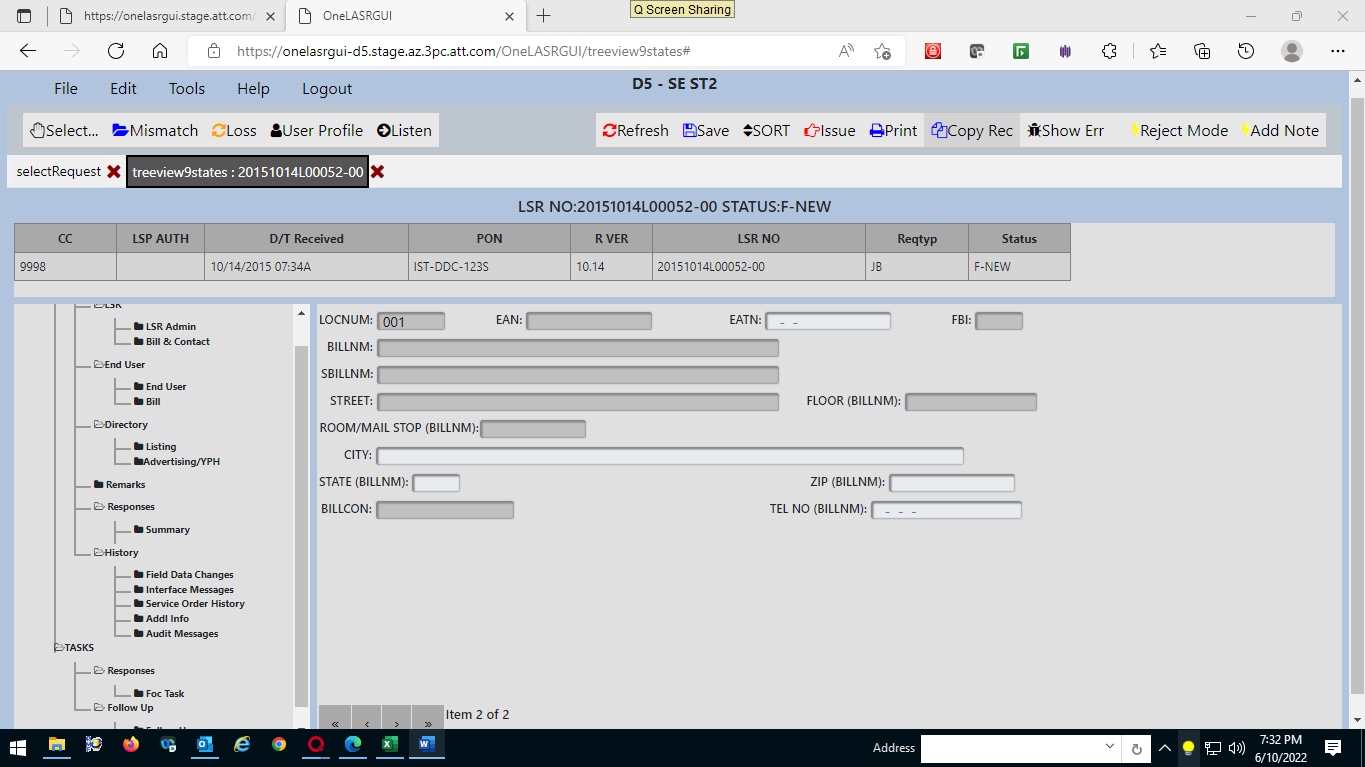 Q Screen Sharing
https://onelasrgui.stage.att.com/
OneLASRGUI
https://onelasrgui-d5.stage.az.3pc.att.com/OneLASRGUI/treeview9states#
File Edit Tools Help Logout
D5 - SE ST2
Select... Mismatch Loss User Profile Listen
Refresh Save SORT Issue Print Copy Rec Show Err Reject Mode Add Note
selectRequest treeview9states : 20151014L00052-00
LSR NO:20151014L00052-00 STATUS:F-NEW
CC LSP AUTH D/T Received PON R VER LSR NO Reqtyp Status
9998 10/14/2015 07:34A IST-DDC-123S 10.14 20151014L00052-00 JB F-NEW
LSR
LSR Admin
Bill & Contact
End User
End User
Bill
Directory
Listing
Advertising/YPH
Remarks
Responses
Summary
History
Field Data Changes
Interface Messages
Service Order History
Addl Info
Audit Messages
TASKS
Responses
Foc Task
Follow Up
LOCNUM: 001 EAN: EATN: - - FBI:
BILLNM:
SBILLNM:
STREET: FLOOR (BILLNM):
ROOM/MAIL STOP (BILLNM):
CITY:
STATE (BILLNM): ZIP (BILLNM):
BILLCON: TEL NO (BILLNM): - - -
« ‹ › » Item 2 of 2
Address
7:32 PM
6/10/2022